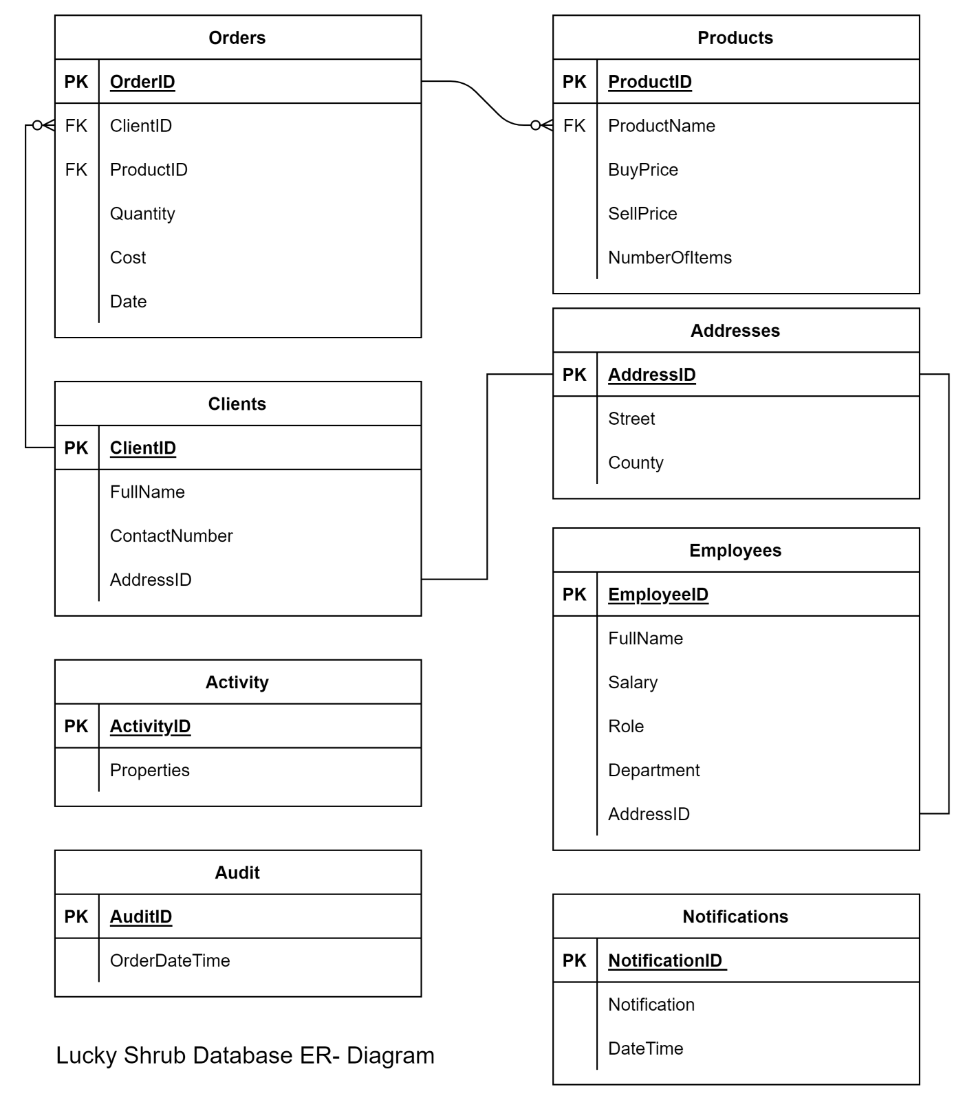 Orders
PK OrderID
FK ClientID
FK ProductID
Quantity
Cost
Date
Products
PK ProductID
FK ProductName
BuyPrice
SellPrice
NumberOfItems
Addresses
PK AddressID
Street
County
Clients
PK ClientID
FullName
ContactNumber
AddressID
Employees
PK EmployeeID
FullName
Salary
Role
Department
AddressID
Activity
PK ActivityID
Properties
Audit
PK AuditID
OrderDateTime
Notifications
PK NotificationID
Notification
DateTime
Lucky Shrub Database ER- Diagram